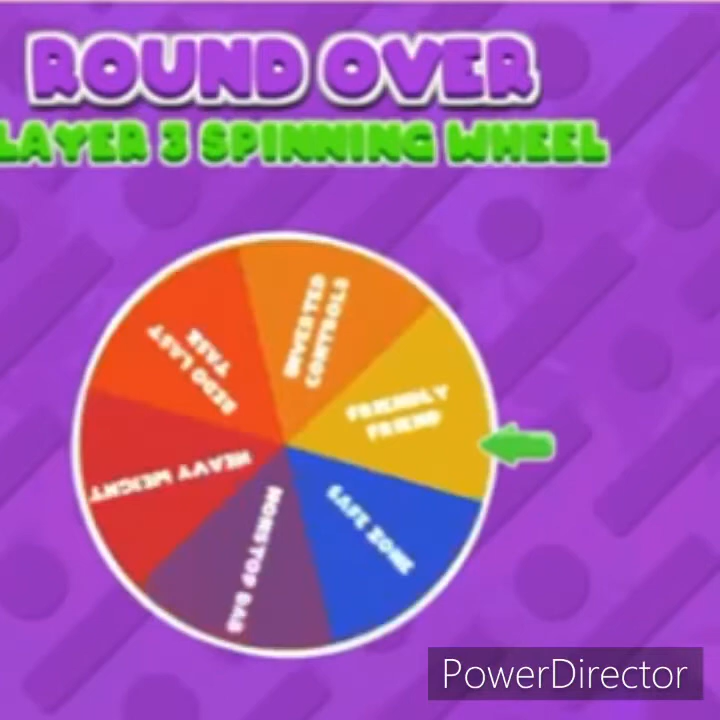 ROUND OVER
LAYER 3 SPINNING WHEEL
INVERTED
CONTROLS
FRIENDLY
FRIEND
REDO LAST
TASK
HEAVY WEIGHT
NONSTOP DAB
SAFE ZONE
PowerDirector